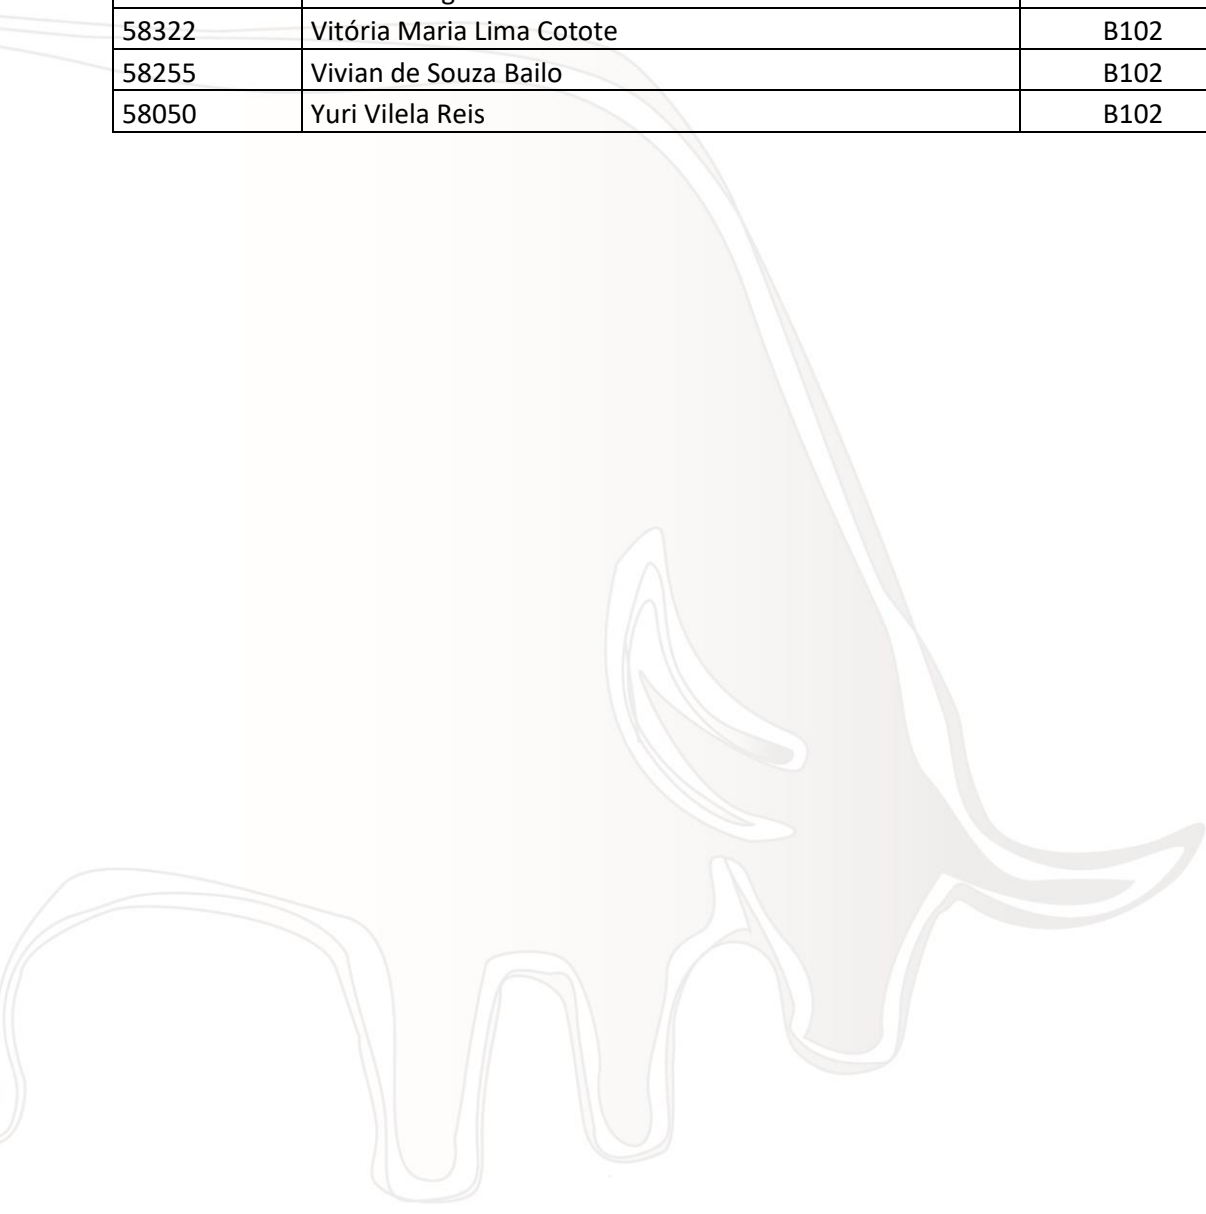 58322 Vitória Maria Lima Cotote B102
58255 Vivian de Souza Bailo B102
58050 Yuri Vilela Reis B102